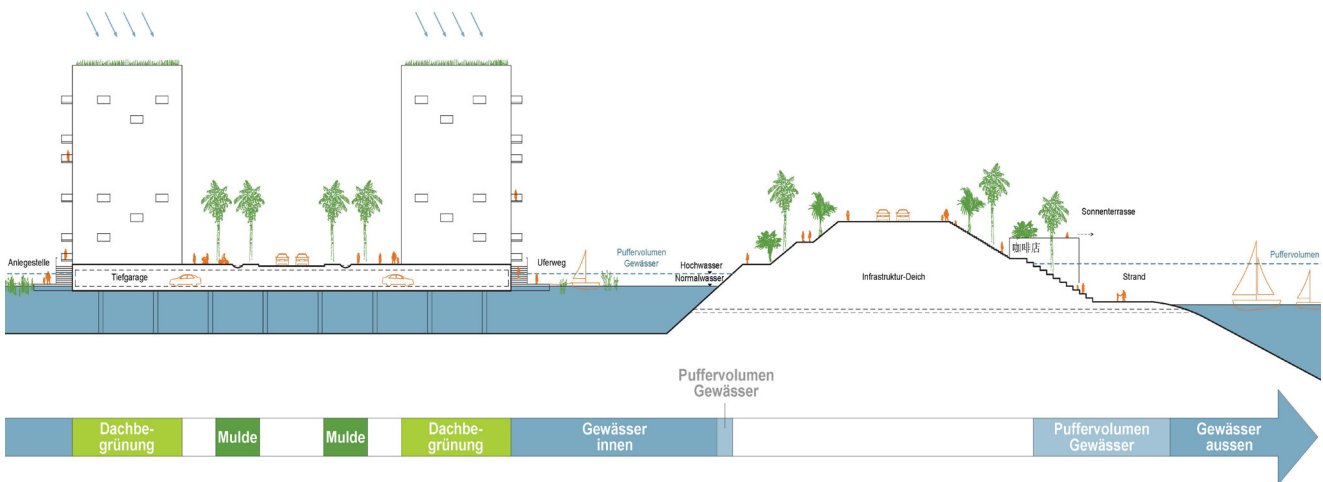 Anlegestelle
Tiefgarage
Uferweg
Puffervolumen
Gewässer
Hochwasser
Normalwasser
Infrastruktur-Deich
咖啡店
Sonnenterrasse
Strand
Puffervolumen
Puffervolumen
Gewässer
Dachbe-
grünung
Mulde
Mulde
Dachbe-
grünung
Gewässer
innen
Puffervolumen
Gewässer
Gewässer
aussen